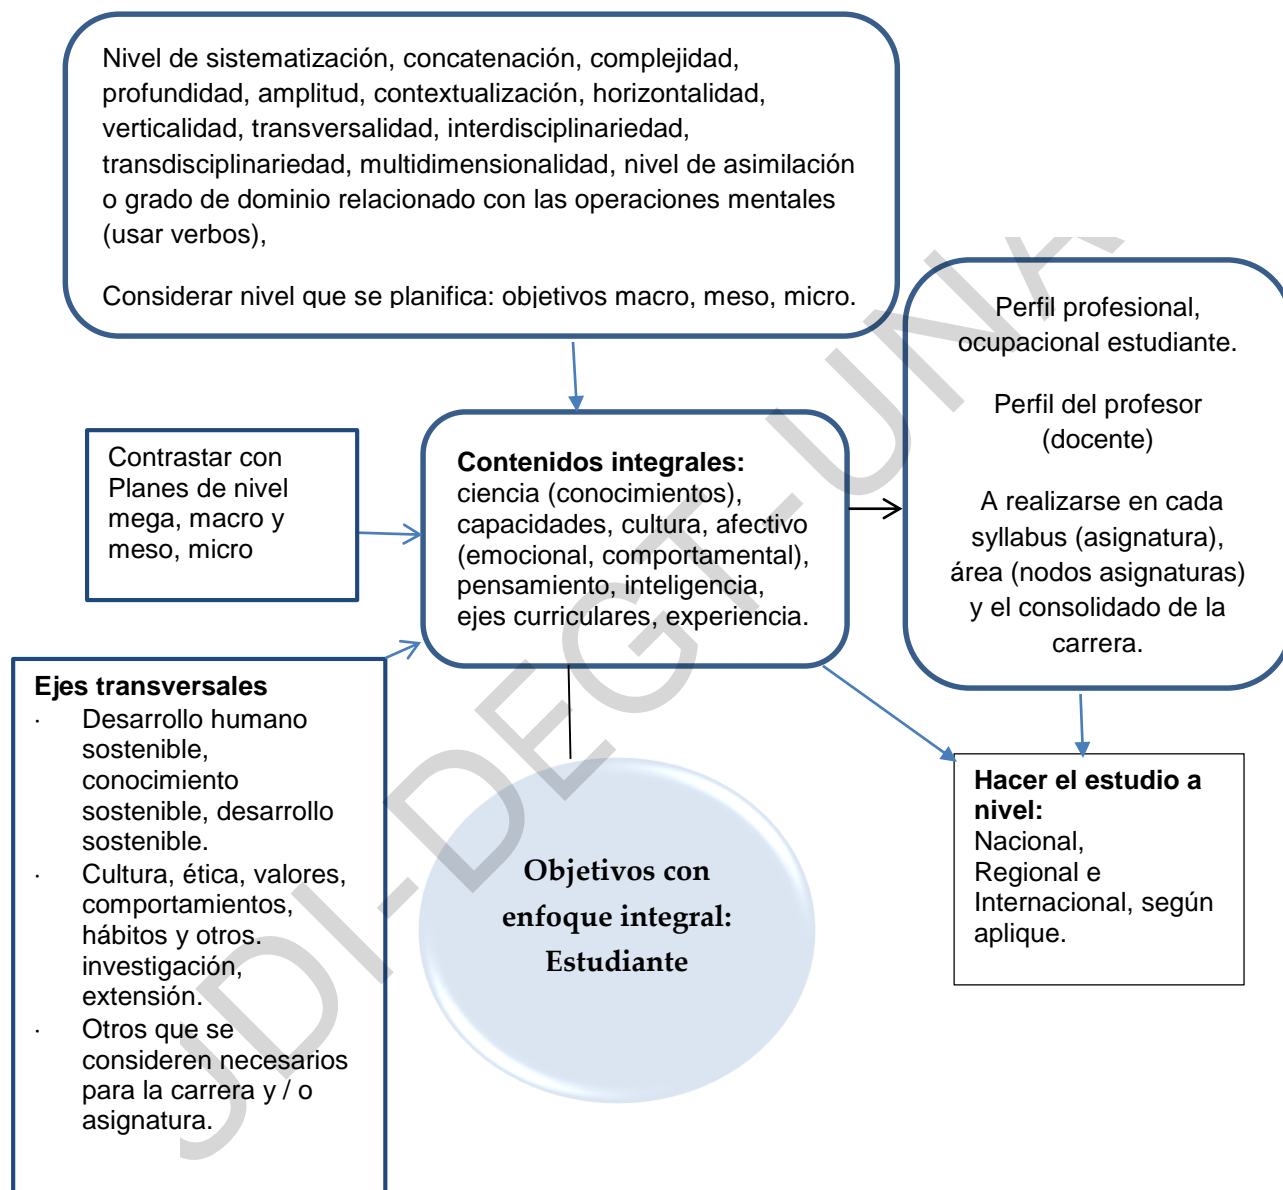 Nivel de sistematización, concatenación, complejidad,
profundidad, amplitud, contextualización, horizontalidad,
verticalidad, transversalidad, interdisciplinariedad,
transdisciplinariedad, multidimensionalidad, nivel de asimilación
o grado de dominio relacionado con las operaciones mentales
(usar verbos),
Considerar nivel que se planifica: objetivos macro, meso, micro.
Perfil profesional,
ocupacional estudiante.
Perfil del profesor
(docente)
A realizarse en cada
syllabus (asignatura),
área (nodos asignaturas)
y el consolidado de la
carrera.
Contrastar con
Planes de nivel
mega, macro y
meso, micro
Contenidos integrales:
ciencia (conocimientos),
capacidades, cultura, afectivo
(emocional, comportamental),
pensamiento, inteligencia,
ejes curriculares, experiencia.
Ejes transversales
· Desarrollo humano
sostenible,
conocimiento
sostenible, desarrollo
sostenible.
· Cultura, ética, valores,
comportamientos,
hábitos y otros.
investigación,
extensión.
· Otros que se
consideren necesarios
para la carrera y / o
asignatura.
Objetivos con
enfoque integral:
Estudiante
Hacer el estudio a
nivel:
Nacional,
Regional e
Internacional, según
aplique.
JDI-DEGT-UNA